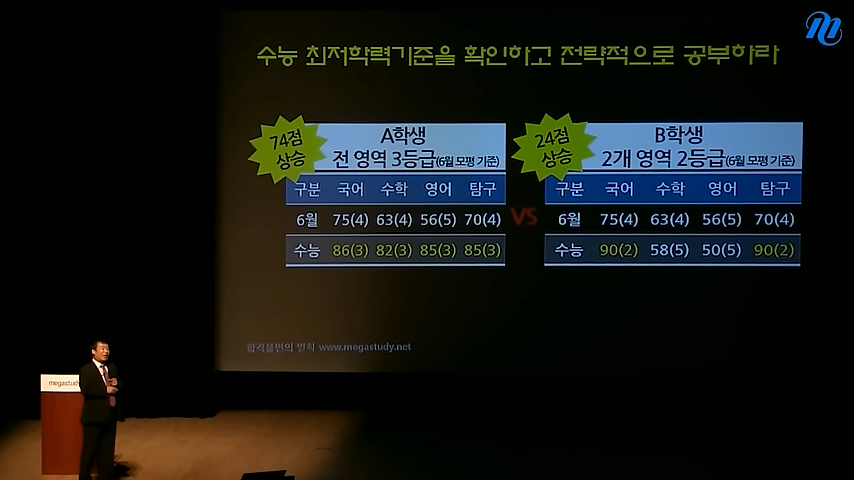 수능 최저학력기준을 확인하고 전략적으로 공부하라
74점
상승
A학생
전 영역 3등급(6월 모평 기준)
구분 국어 수학 영어 탐구
6월 75(4) 63(4) 56(5) 70(4)
수능 86(3) 82(3) 85(3) 85(3)
VS
24점
상승
B학생
2개 영역 2등급(6월 모평 기준)
구분 국어 수학 영어 탐구
6월 75(4) 63(4) 56(5) 70(4)
수능 90(2) 58(5) 50(5) 90(2)
합격불변의 법칙 www.megastudy.net
megastudy